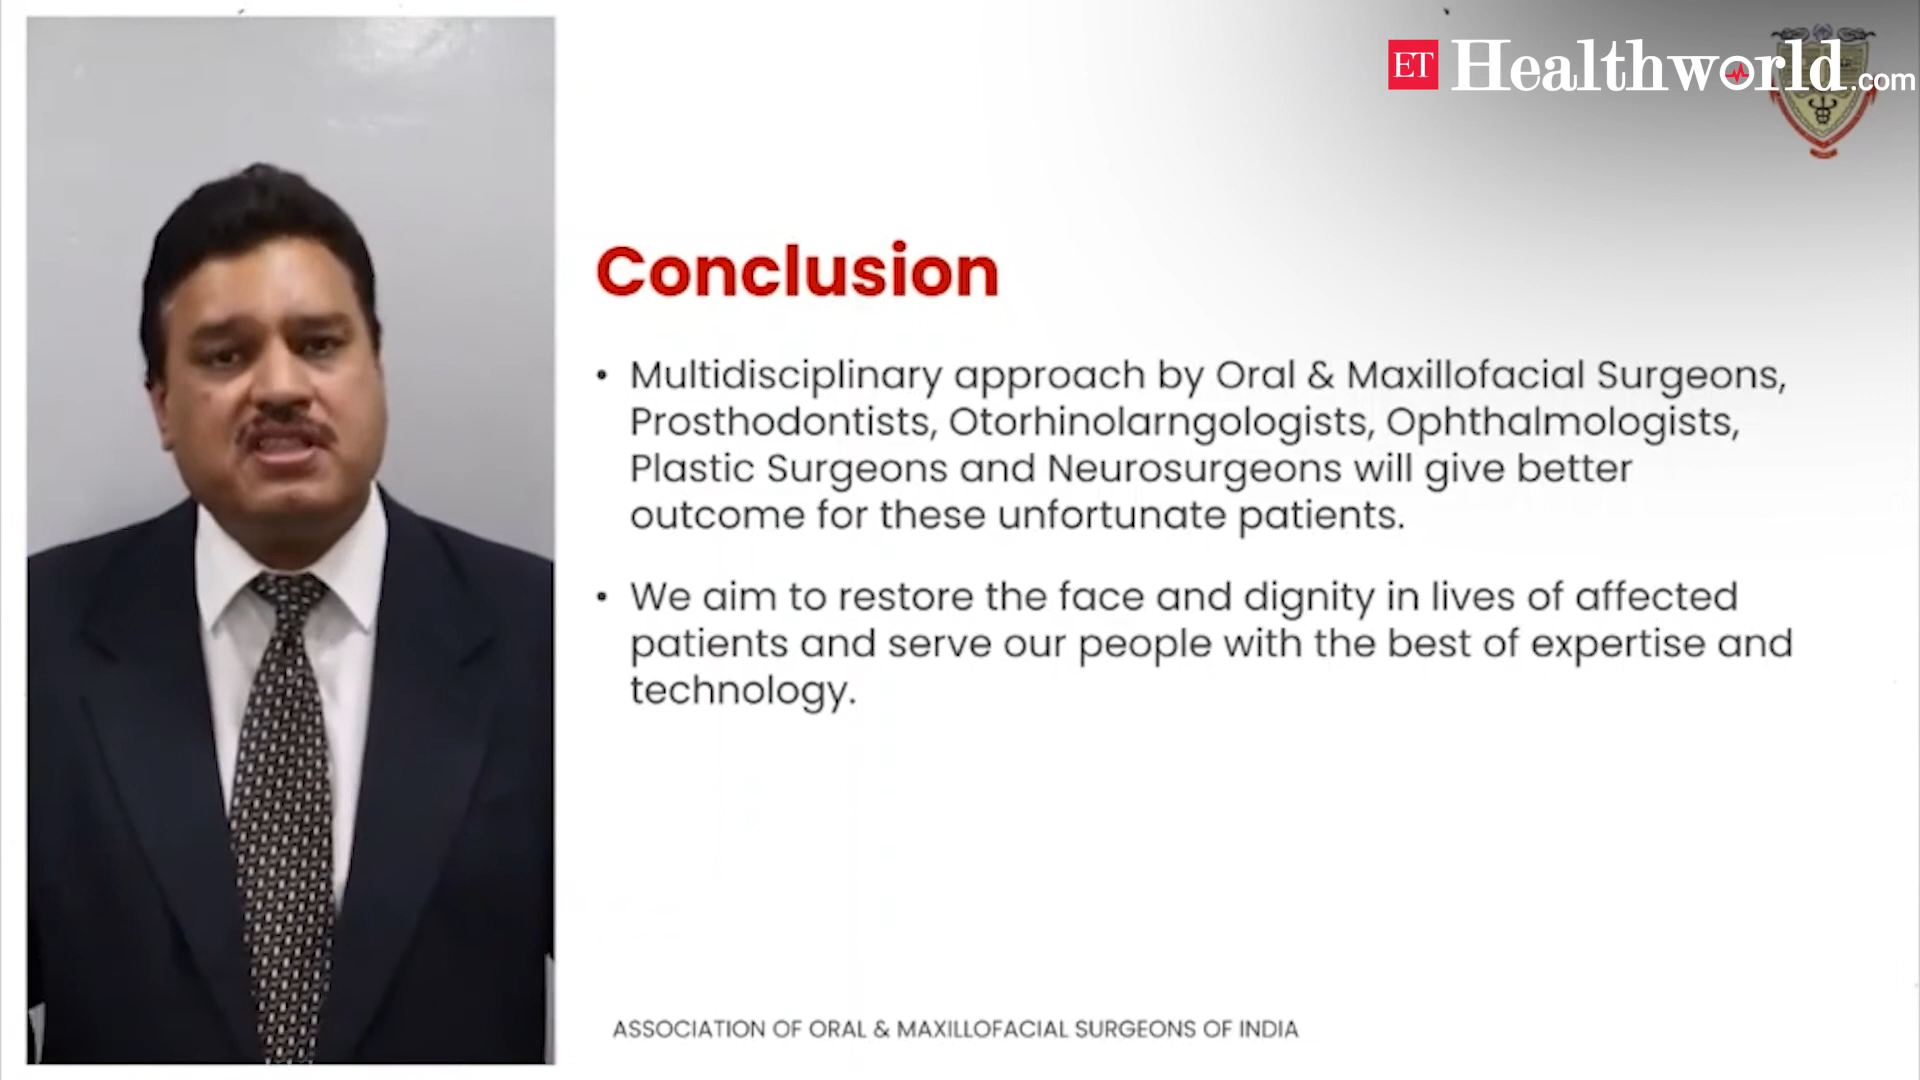 ET Healthworld.com
Conclusion
• Multidisciplinary approach by Oral & Maxillofacial Surgeons,
Prosthodontists, Otorhinolarngologists, Ophthalmologists,
Plastic Surgeons and Neurosurgeons will give better
outcome for these unfortunate patients.
• We aim to restore the face and dignity in lives of affected
patients and serve our people with the best of expertise and
technology.
ASSOCIATION OF ORAL & MAXILLOFACIAL SURGEONS OF INDIA